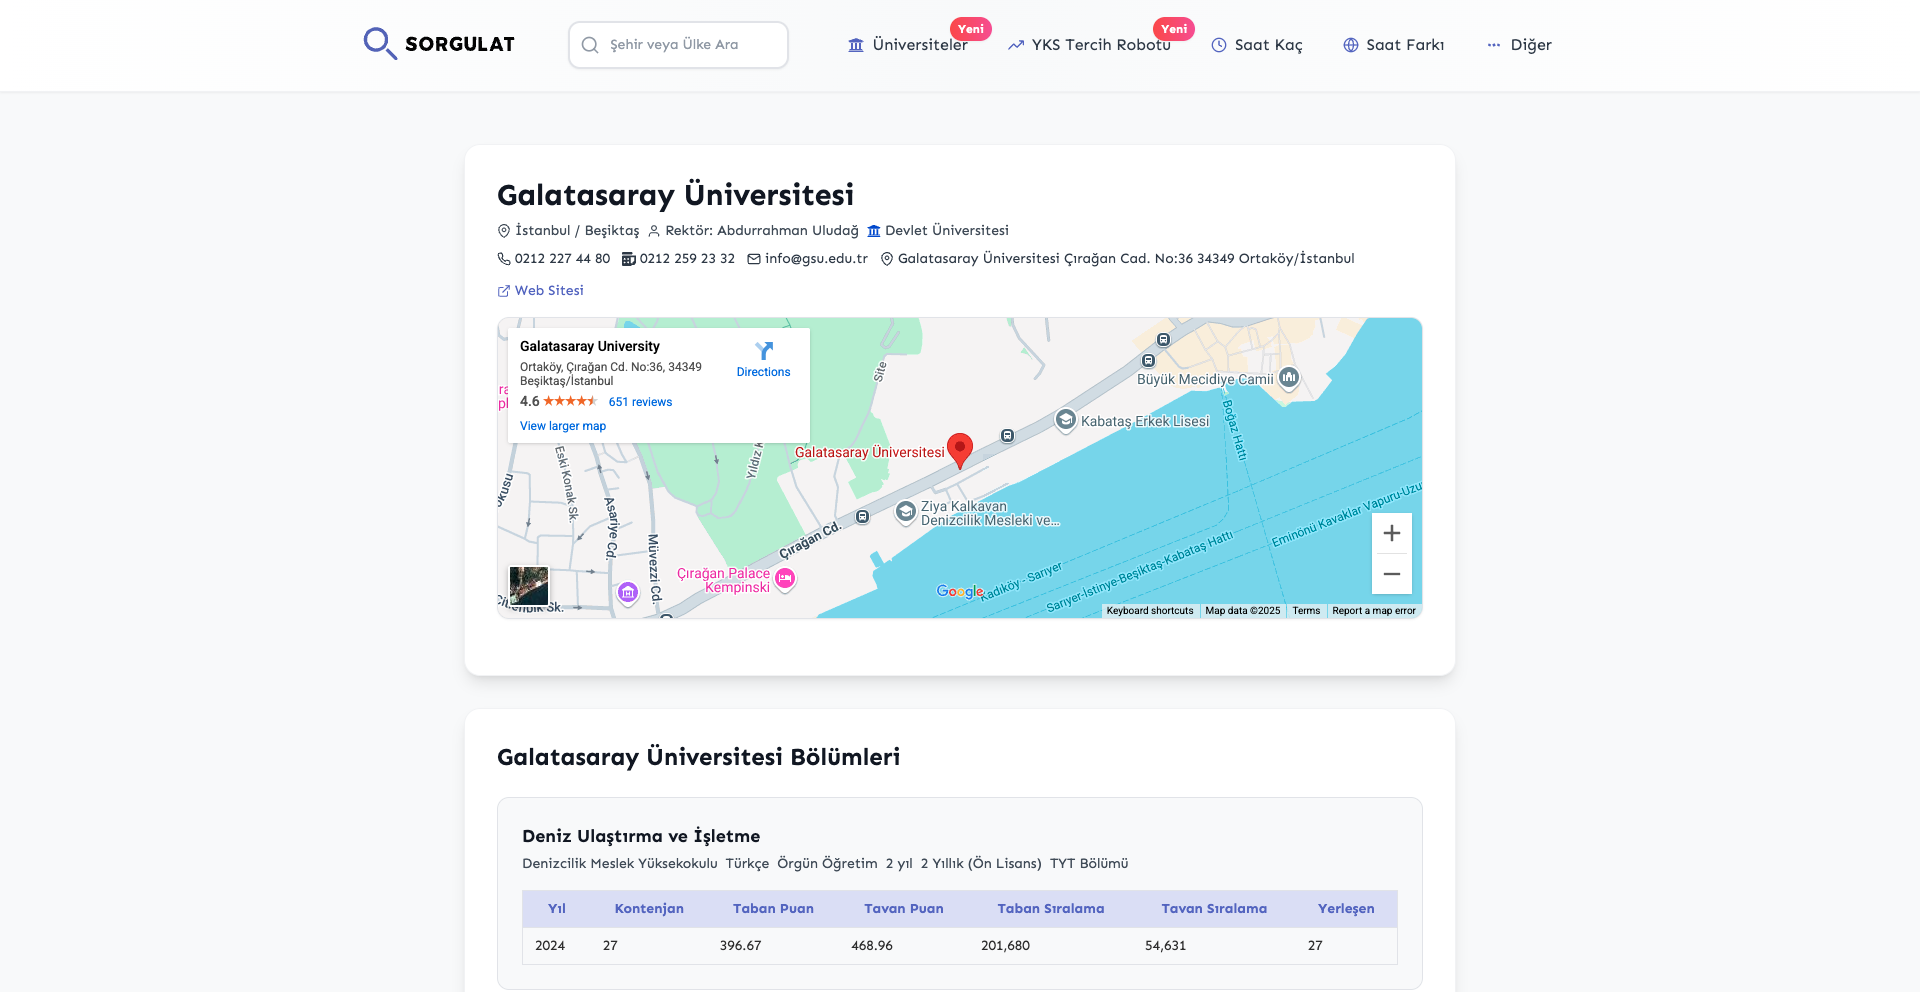 SORGULAT
Şehir veya Ülke Ara
Üniversiteler
Yeni
YKS Tercih Robotu
Yeni
Saat Kaç
Saat Farkı
Diğer
Galatasaray Üniversitesi
İstanbul / Beşiktaş Rektör: Abdurrahman Uludağ Devlet Üniversitesi
0212 227 44 80 0212 259 23 32 info@gsu.edu.tr Galatasaray Üniversitesi Çırağan Cad. No:36 34349 Ortaköy/İstanbul
Web Sitesi
Galatasaray University
Ortaköy, Çırağan Cd. No:36, 34349
Beşiktaş/İstanbul
4.6
651 reviews
View larger map
Directions
Site
Büyük Mecidiye Camii
Kabataş Erkek Lisesi
Boğaz Hattı
Galatasaray Üniversitesi
Yıldız
Eski Konak Sk.
Asariye Cd.
Müvezzi Cd.
Ziya Kalkavan
Denizcilik Mesleki ve...
Çırağan Cd.
Çırağan Palace
Kempinski
Eminönü Kavaklar Vapuru-Uzu
Sarıyer-İstinye-Beşiktaş-Kabataş Hattı
Kadıköy - Sarıyer
Google
Keyboard shortcuts
Map data ©2025
Terms
Report a map error
Galatasaray Üniversitesi Bölümleri
Deniz Ulaştırma ve İşletme
Denizcilik Meslek Yüksekokulu Türkçe Örgün Öğretim 2 yıl 2 Yıllık (Ön Lisans) TYT Bölümü
Yıl Kontenjan Taban Puan Tavan Puan Taban Sıralama Tavan Sıralama Yerleşen
2024 27 396.67 468.96 201,680 54,631 27